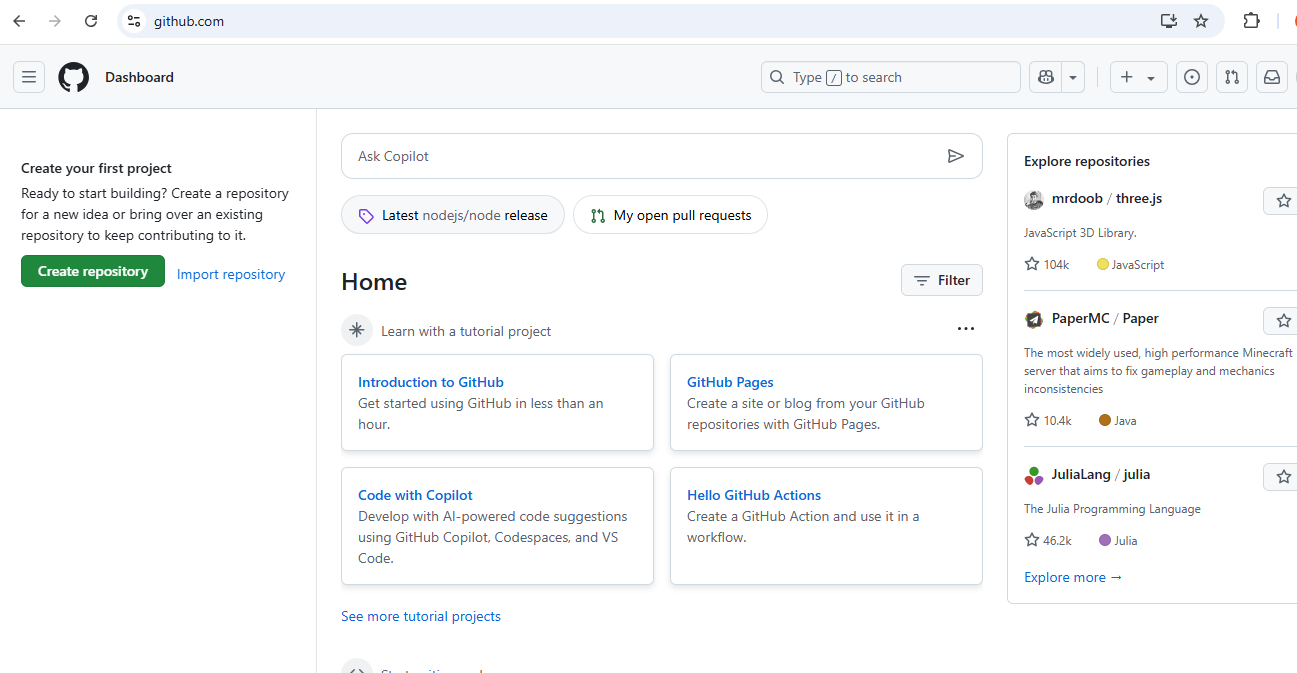 github.com
Dashboard
Type / to search
Create your first project
Ready to start building? Create a repository
for a new idea or bring over an existing
repository to keep contributing to it.
Create repository
Import repository
Ask Copilot
Latest nodejs/node release
My open pull requests
Home
Filter
Learn with a tutorial project
Introduction to GitHub
Get started using GitHub in less than an
hour.
GitHub Pages
Create a site or blog from your GitHub
repositories with GitHub Pages.
Code with Copilot
Develop with AI-powered code suggestions
using GitHub Copilot, Codespaces, and VS
Code.
Hello GitHub Actions
Create a GitHub Action and use it in a
workflow.
See more tutorial projects
Explore repositories
mrdoob / three.js
JavaScript 3D Library.
104k JavaScript
PaperMC / Paper
The most widely used, high performance Minecraft
server that aims to fix gameplay and mechanics
inconsistencies
10.4k Java
JuliaLang / julia
The Julia Programming Language
46.2k Julia
Explore more →